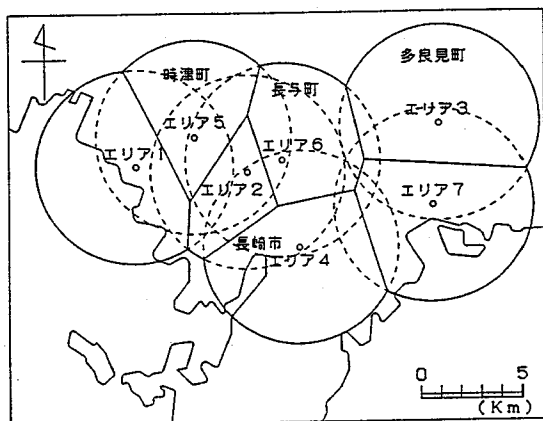 時津町
多良見町
長与町
エリア3
エリア5
エリア1
エリア6
エリア2
エリア7
長崎市
エリア4
0 5
(Km)